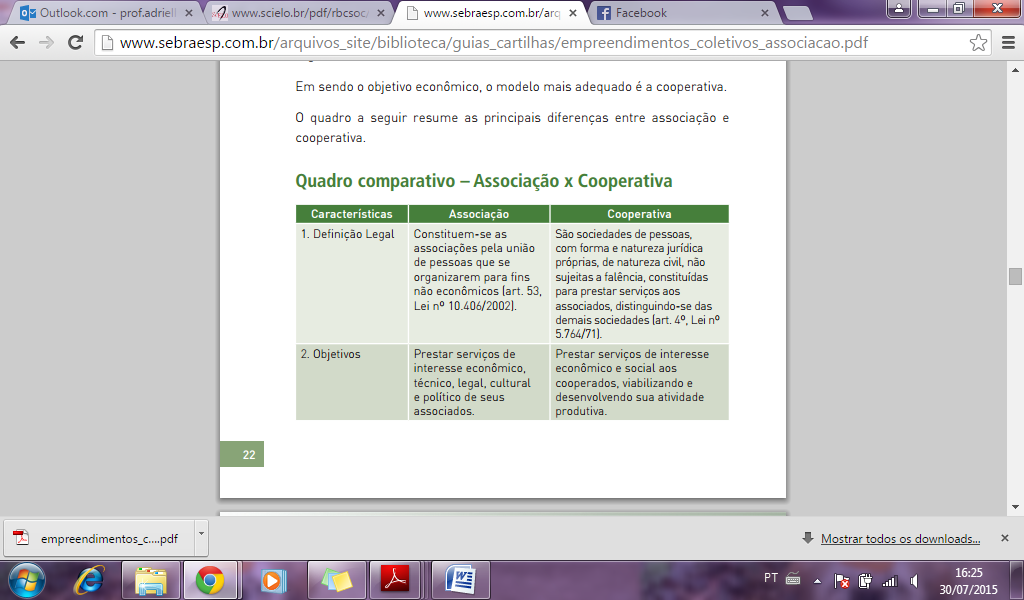 Outlook.com - prof.adriell
www.scielo.br/pdf/rbcsoc/
www.sebraesp.com.br/arq
Facebook
www.sebraesp.com.br/arquivos_site/biblioteca/guias_cartilhas/empreendimentos_coletivos_associacao.pdf
Em sendo o objetivo econômico, o modelo mais adequado é a cooperativa.
O quadro a seguir resume as principais diferenças entre associação e
cooperativa.
Quadro comparativo – Associação x Cooperativa
Características
Associação
Cooperativa
1. Definição Legal
Constituem-se as
associações pela união
de pessoas que se
organizarem para fins
não econômicos (art. 53,
Lei nº 10.406/2002).
São sociedades de pessoas,
com forma e natureza jurídica
próprias, de natureza civil, não
sujeitas a falência, constituídas
para prestar serviços aos
associados, distinguindo-se das
demais sociedades (art. 4º, Lei nº
5.764/71).
2. Objetivos
Prestar serviços de
interesse econômico,
técnico, legal, cultural
e político de seus
associados.
Prestar serviços de interesse
econômico e social aos
cooperados, viabilizando e
desenvolvendo sua atividade
produtiva.
22
empreendimentos_c....pdf
Mostrar todos os downloads...
PT
16:25
30/07/2015